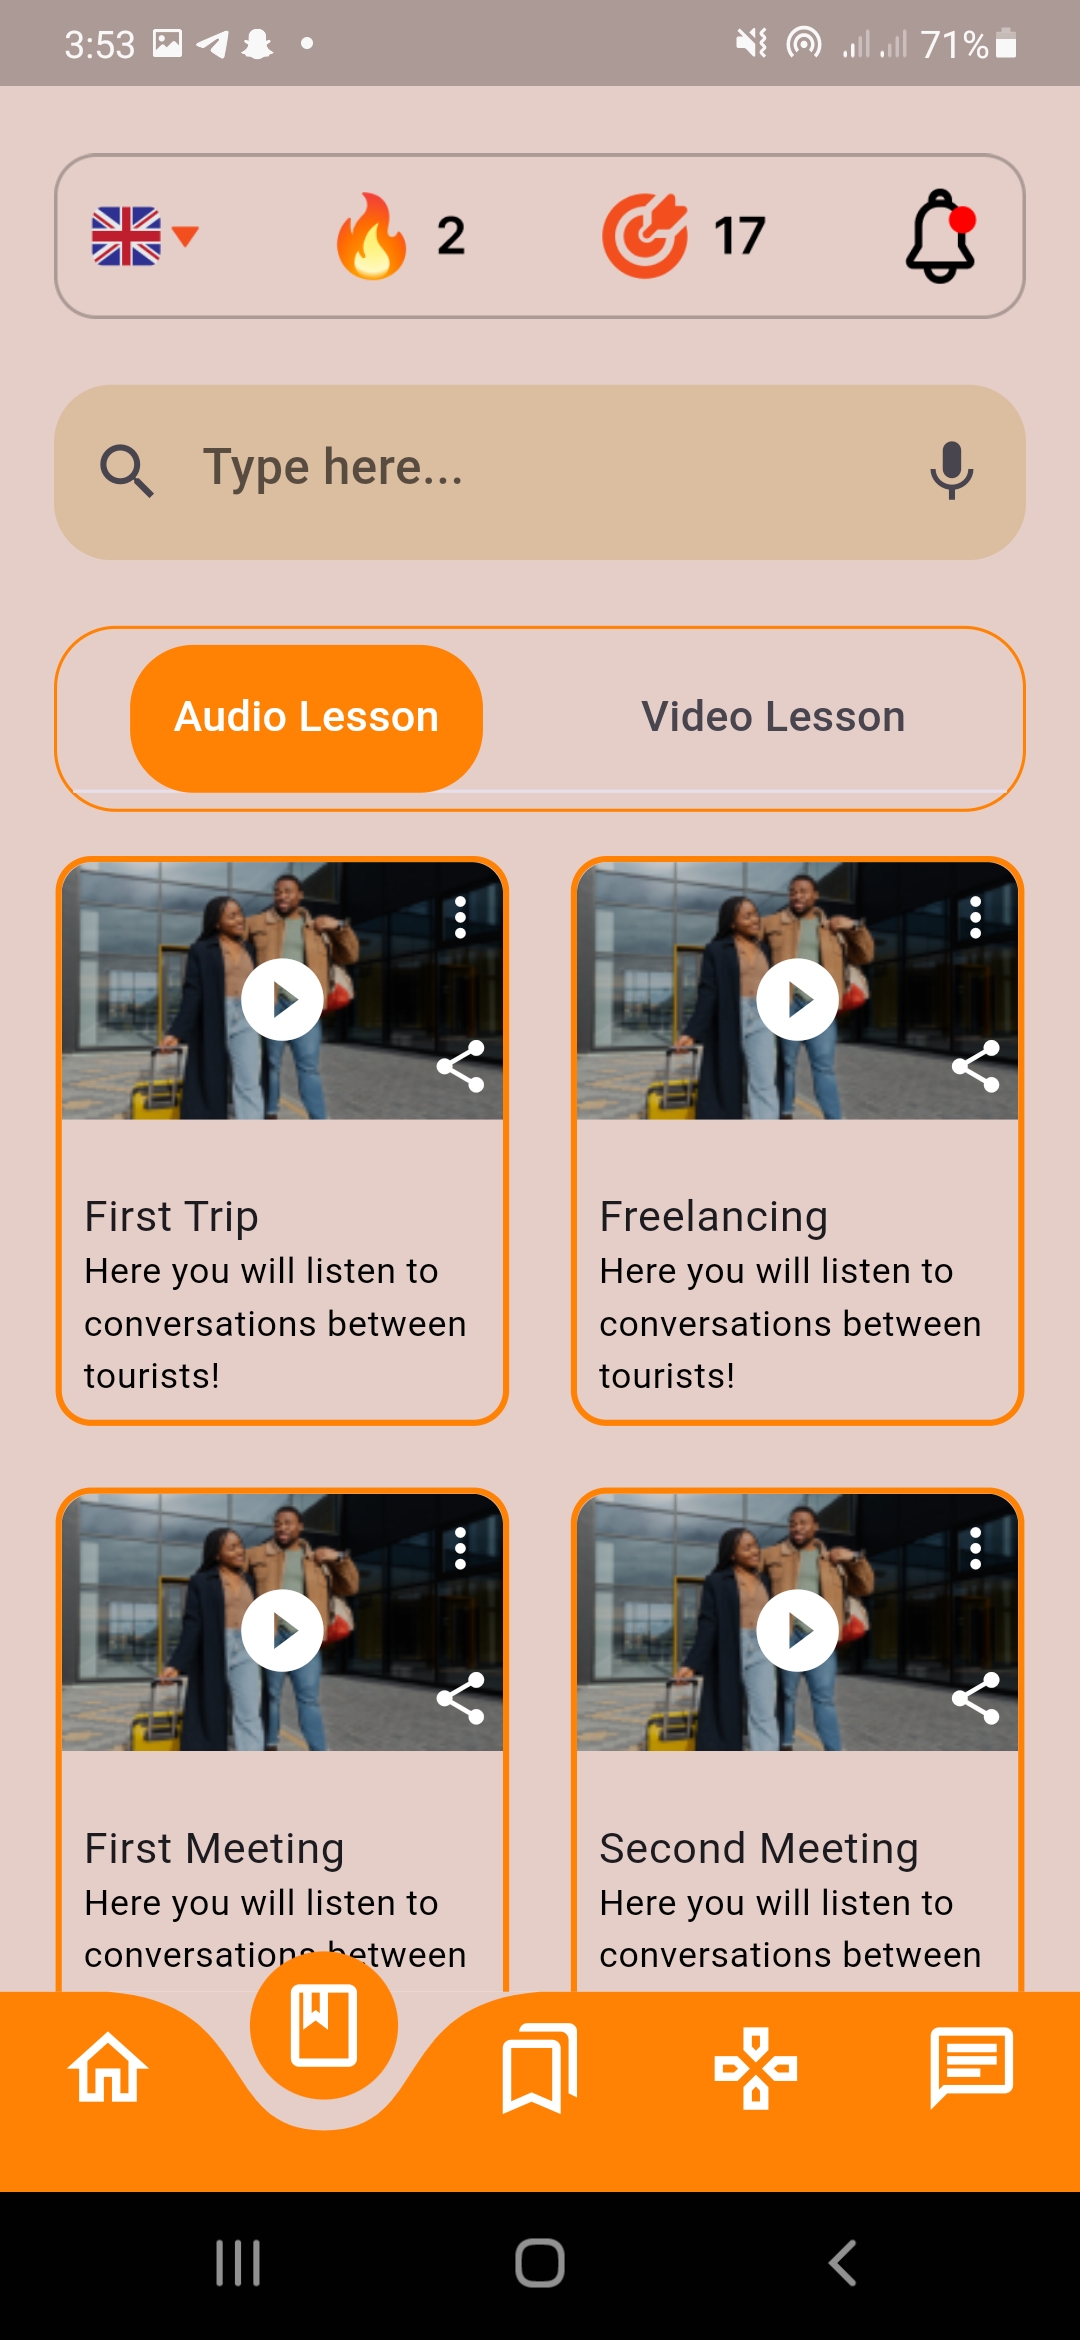 3:53 71%
2 17
Type here...
Audio Lesson Video Lesson
First Trip
Here you will listen to
conversations between
tourists!
Freelancing
Here you will listen to
conversations between
tourists!
First Meeting
Here you will listen to
conversations between
Second Meeting
Here you will listen to
conversations between